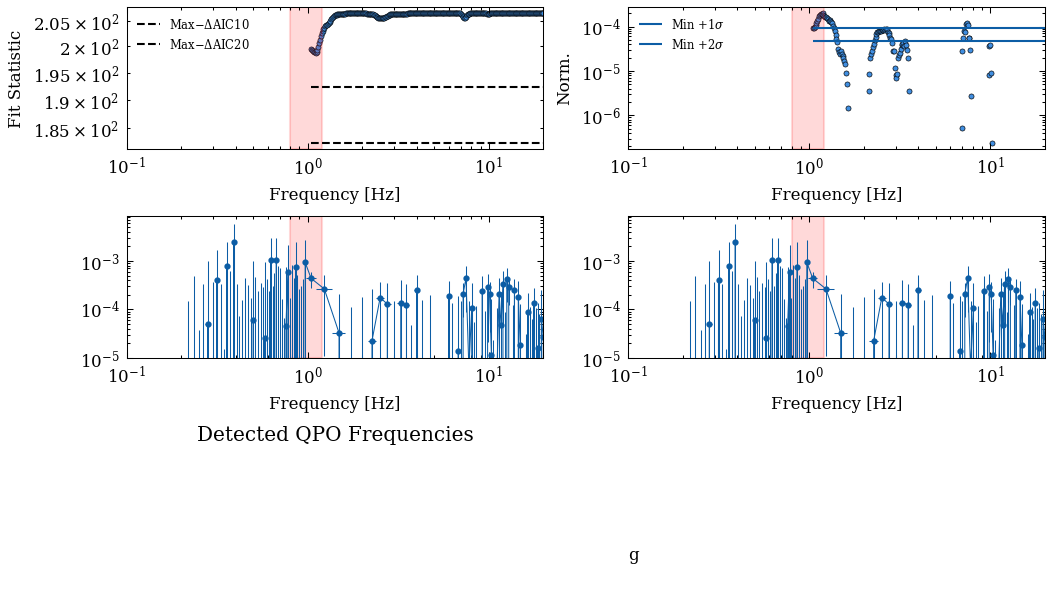 Fit Statistic
2.05 × 10²
2 × 10²
1.95 × 10²
1.9 × 10²
1.85 × 10²
Max−ΔAIC10
Max−ΔAIC20
10⁻¹ 10⁰ 10¹
Frequency [Hz]
Norm.
10⁻⁴
10⁻⁵
10⁻⁶
Min +1σ
Min +2σ
10⁻¹ 10⁰ 10¹
Frequency [Hz]
10⁻³
10⁻⁴
10⁻⁵
10⁻¹ 10⁰ 10¹
Frequency [Hz]
10⁻³
10⁻⁴
10⁻⁵
10⁻¹ 10⁰ 10¹
Frequency [Hz]
Detected QPO Frequencies
g